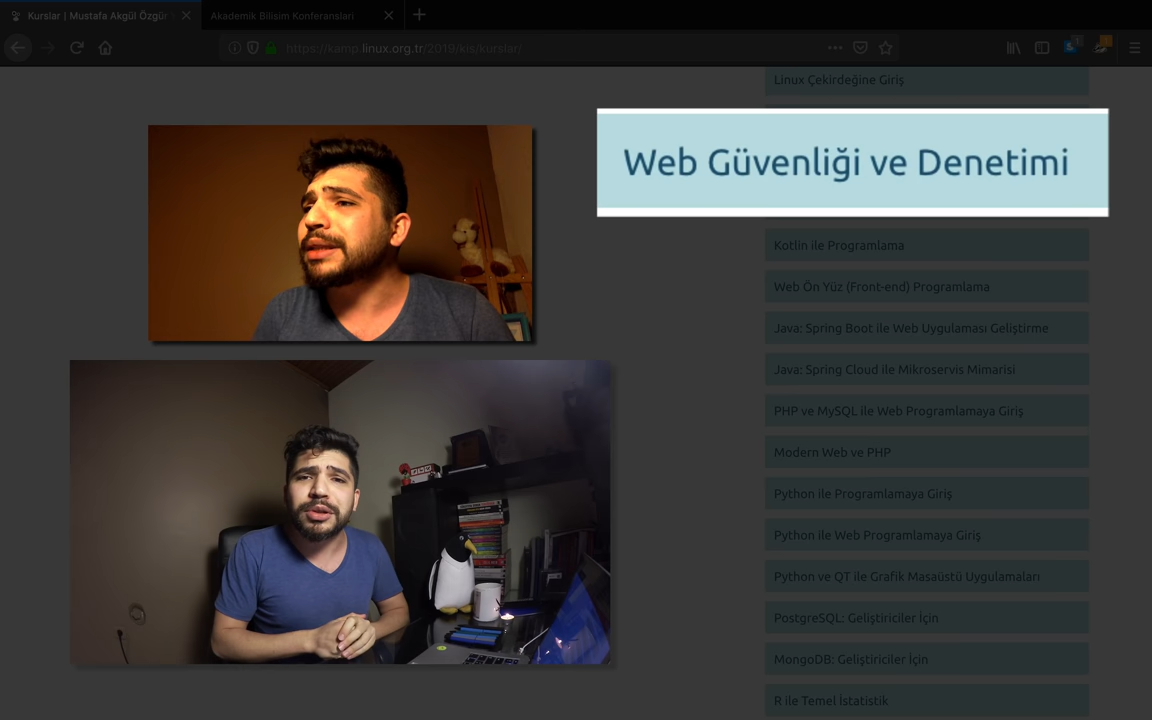 Kurslar | Mustafa Akgül Özgür
Akademik Bilisim Konferanslari
https://kamp.linux.org.tr/2019/kis/kurslar/
Linux Çekirdeğine Giriş
Web Güvenliği ve Denetimi
Kotlin ile Programlama
Web Ön Yüz (Front-end) Programlama
Java: Spring Boot ile Web Uygulaması Geliştirme
Java: Spring Cloud ile Mikroservis Mimarisi
PHP ve MySQL ile Web Programlamaya Giriş
Modern Web ve PHP
Python ile Programlamaya Giriş
Python ile Web Programlamaya Giriş
Python ve QT ile Grafik Masaüstü Uygulamaları
PostgreSQL: Geliştiriciler İçin
MongoDB: Geliştiriciler İçin
R ile Temel İstatistik